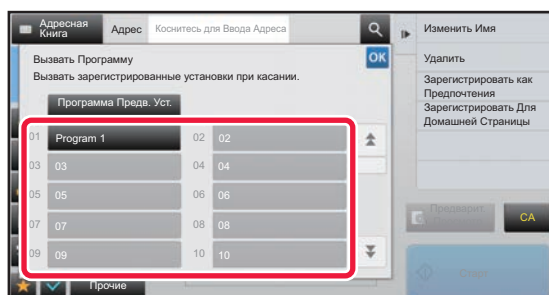 Адресная
Книга
Адрес
Коснитесь для Ввода Адреса
Изменить Имя
Вызвать Программу
OK
Удалить
Вызвать зарегистрированные установки при касании.
Зарегистрировать как
Предпочтения
Программа Предв. Уст.
Зарегистрировать Для
Домашней Страницы
01 Program 1
02 02
03 03
04 04
05 05
06 06
07 07
08 08
CA
09 09
10 10
Прочие
Старт